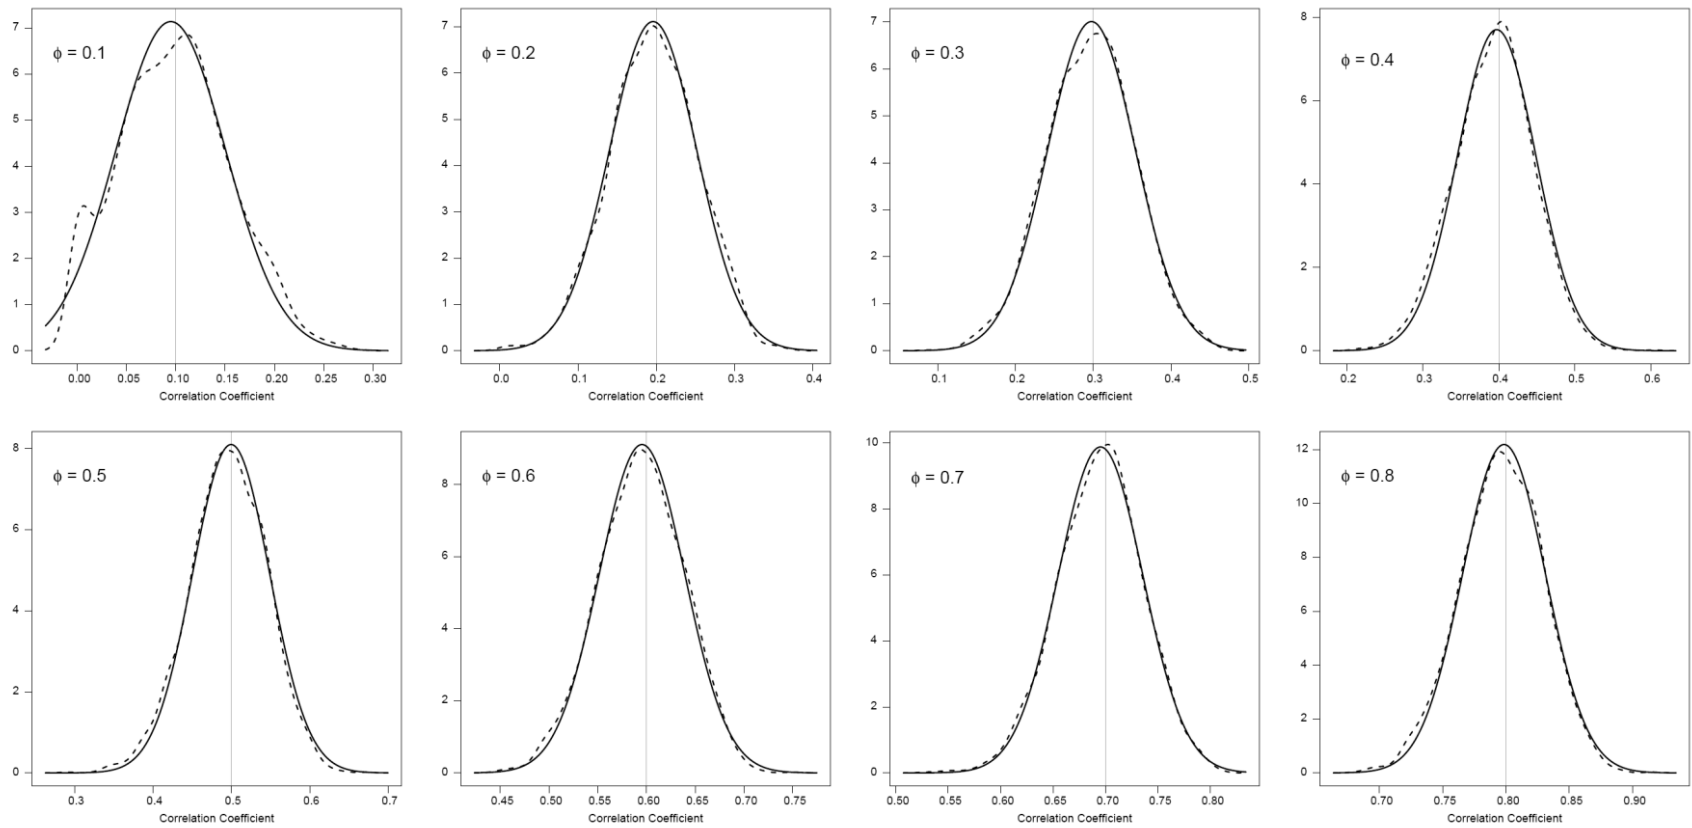 ϕ = 0.1
7
6
5
4
3
2
1
0
0.00 0.05 0.10 0.15 0.20 0.25 0.30
Correlation Coefficient
ϕ = 0.2
7
6
5
4
3
2
1
0
0.0 0.1 0.2 0.3 0.4
Correlation Coefficient
ϕ = 0.3
7
6
5
4
3
2
1
0
0.1 0.2 0.3 0.4 0.5
Correlation Coefficient
ϕ = 0.4
8
6
4
2
0
0.2 0.3 0.4 0.5 0.6
Correlation Coefficient
ϕ = 0.5
8
6
4
2
0
0.3 0.4 0.5 0.6 0.7
Correlation Coefficient
ϕ = 0.6
8
6
4
2
0
0.45 0.50 0.55 0.60 0.65 0.70 0.75
Correlation Coefficient
ϕ = 0.7
10
8
6
4
2
0
0.50 0.55 0.60 0.65 0.70 0.75 0.80
Correlation Coefficient
ϕ = 0.8
12
10
8
6
4
2
0
0.70 0.75 0.80 0.85 0.90
Correlation Coefficient